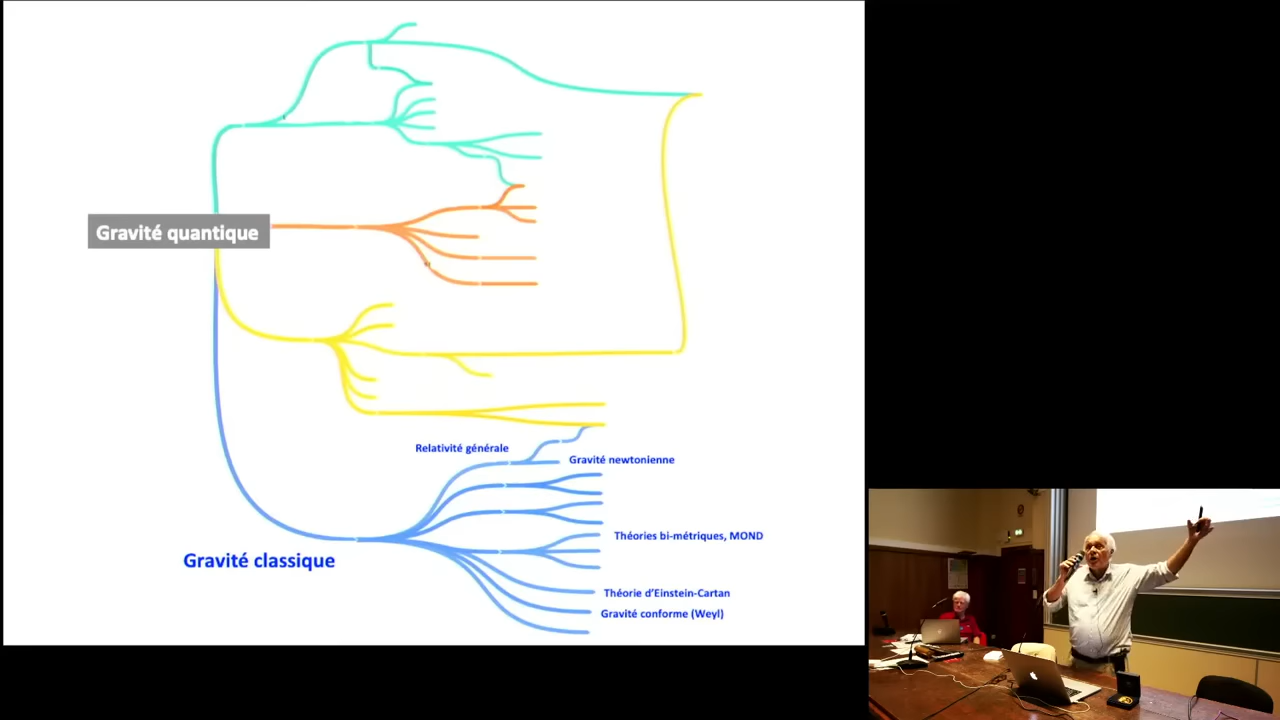 Gravité quantique
Relativité générale
Gravité newtonienne
Théories bi-métriques, MOND
Gravité classique
Théorie d'Einstein-Cartan
Gravité conforme (Weyl)